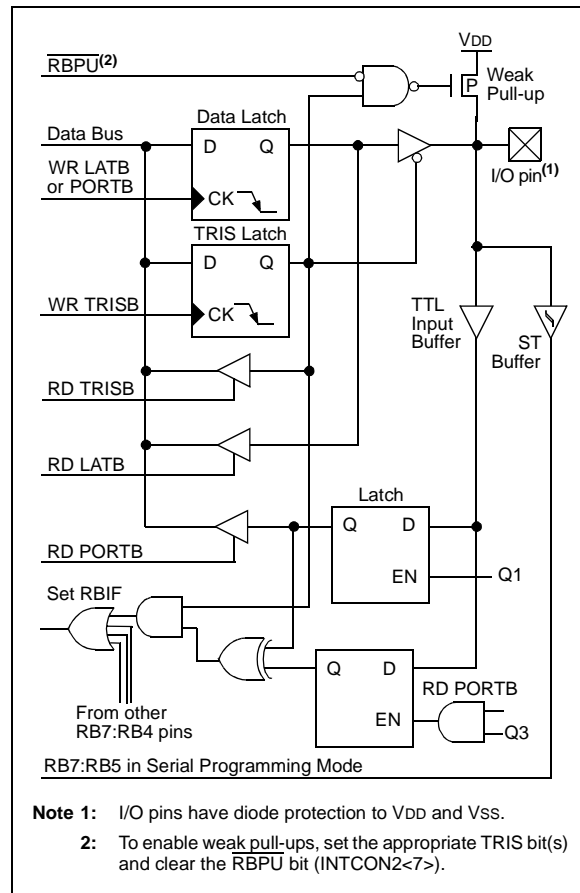 VDD
RBPU(2)
Weak
Pull-up
P
Data Latch
Data Bus
D Q
WR LATB
or PORTB
CK
I/O pin(1)
TRIS Latch
D Q
WR TRISB
CK
TTL
Input
Buffer
ST
Buffer
RD TRISB
RD LATB
Latch
Q D
RD PORTB
EN
Q1
Set RBIF
Q D
RD PORTB
EN
Q3
From other
RB7:RB4 pins
RB7:RB5 in Serial Programming Mode
Note 1: I/O pins have diode protection to VDD and VSS.
2: To enable weak pull-ups, set the appropriate TRIS bit(s)
and clear the RBPU bit (INTCON2<7>).